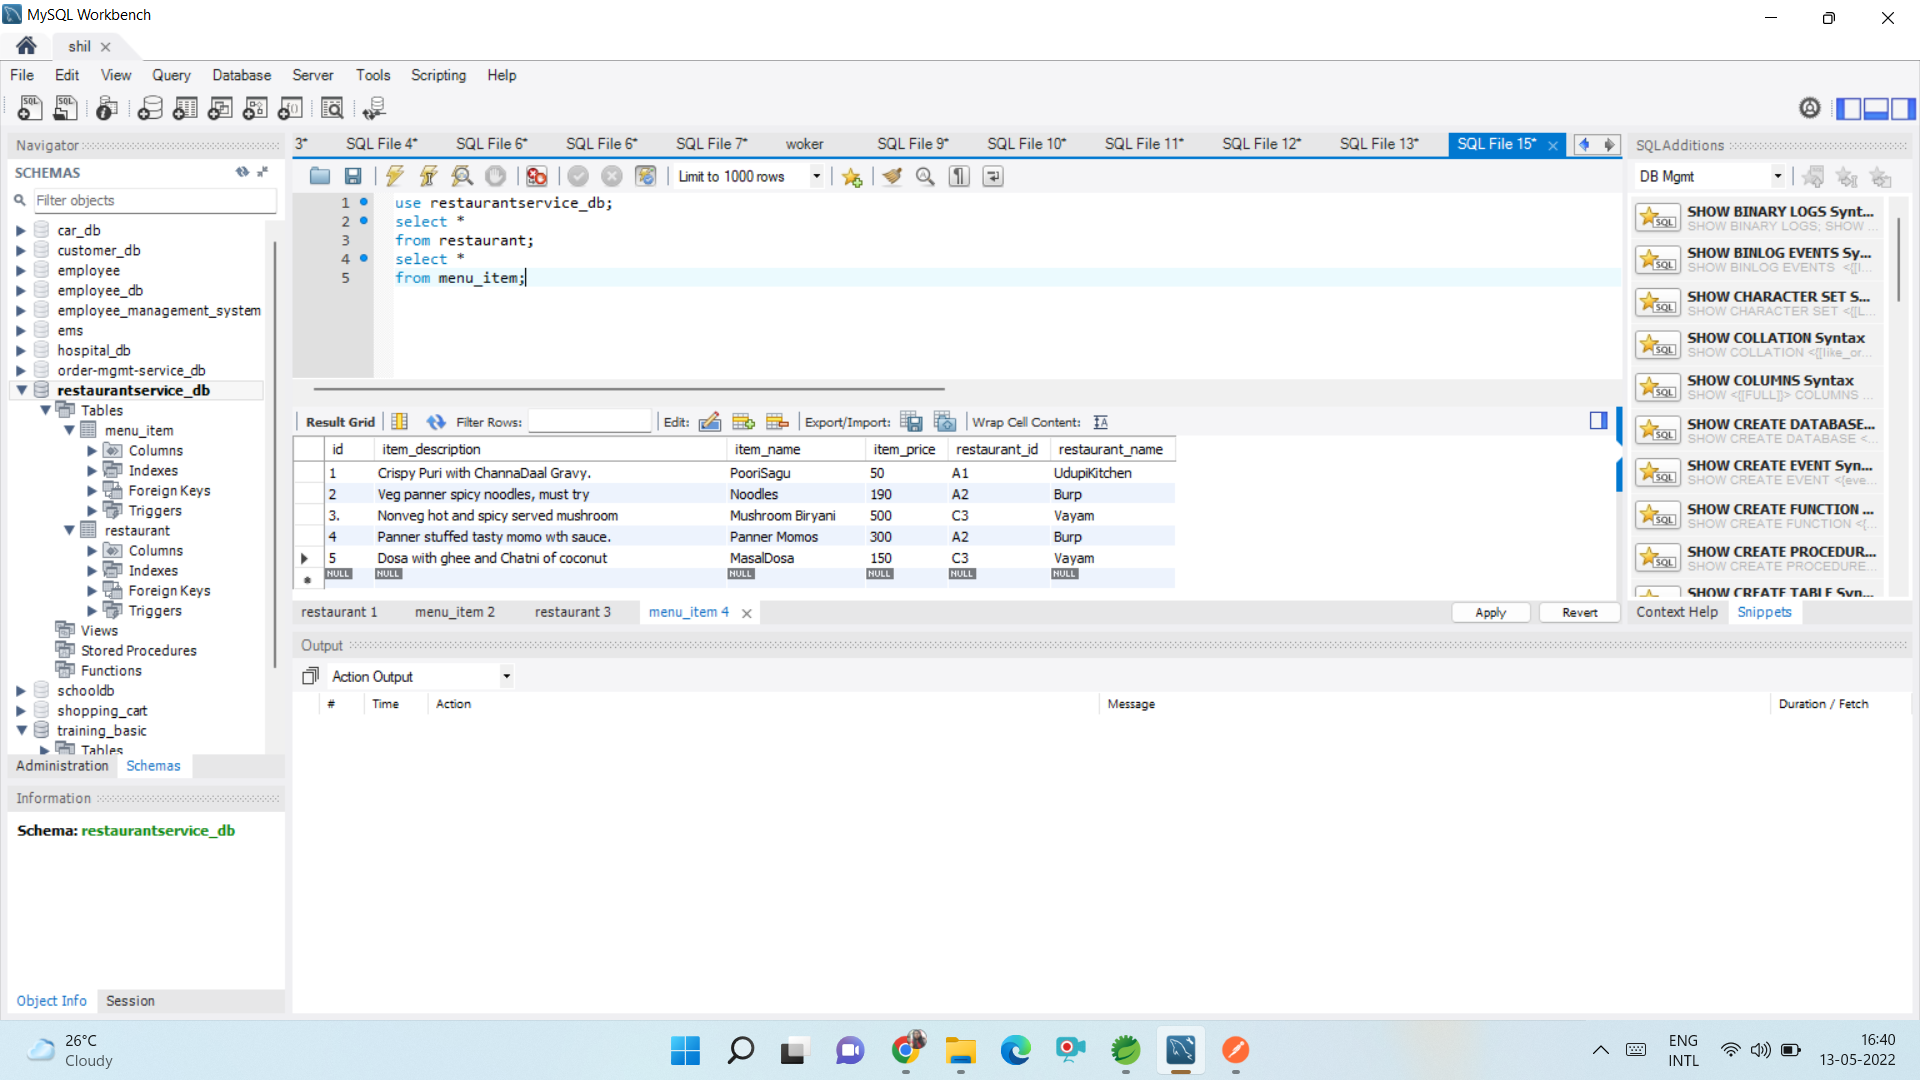 MySQL Workbench
shil
File Edit View Query Database Server Tools Scripting Help
Navigator
SCHEMAS
Filter objects
car_db
customer_db
employee
employee_db
employee_management_system
ems
hospital_db
order-mgmt-service_db
restaurantservice_db
Tables
menu_item
Columns
Indexes
Foreign Keys
Triggers
restaurant
Columns
Indexes
Foreign Keys
Triggers
Views
Stored Procedures
Functions
schooldb
shopping_cart
training_basic
Tables
Administration Schemas
Information
Schema: restaurantservice_db
Object Info Session
3* SQL File 4* SQL File 6* SQL File 6* SQL File 7* woker SQL File 9* SQL File 10* SQL File 11* SQL File 12* SQL File 13* SQL File 15*
Limit to 1000 rows
1 use restaurantservice_db;
2 select *
3 from restaurant;
4 select *
5 from menu_item;
Result Grid Filter Rows: Edit: Export/Import: Wrap Cell Content: IA
id item_description item_name item_price restaurant_id restaurant_name
1 Crispy Puri with ChannaDaal Gravy. PooriSagu 50 A1 UdupiKitchen
2 Veg panner spicy noodles, must try Noodles 190 A2 Burp
3. Nonveg hot and spicy served mushroom Mushroom Biryani 500 C3 Vayam
4 Panner stuffed tasty momo wth sauce. Panner Momos 300 A2 Burp
5 Dosa with ghee and Chatni of coconut MasalDosa 150 C3 Vayam
NULL NULL NULL NULL NULL NULL
restaurant 1 menu_item 2 restaurant 3 menu_item 4 Apply Revert
Output
Action Output
# Time Action Message Duration / Fetch
SQLAdditions
DB Mgmt
SHOW BINARY LOGS Synt...
SHOW BINARY LOGS; SHOW ...
SHOW BINLOG EVENTS Sy...
SHOW BINLOG EVENTS <[I...
SHOW CHARACTER SET S...
SHOW CHARACTER SET <[[L...
SHOW COLLATION Syntax
SHOW COLLATION <[[like_or...
SHOW COLUMNS Syntax
SHOW <[[FULL]]> COLUMNS ...
SHOW CREATE DATABASE...
SHOW CREATE DATABASE <...
SHOW CREATE EVENT Syn...
SHOW CREATE EVENT <{eve...
SHOW CREATE FUNCTION ...
SHOW CREATE FUNCTION <{...
SHOW CREATE PROCEDUR...
SHOW CREATE PROCEDURE...
SHOW CREATE TABLE Syn...
Context Help Snippets
26°C
Cloudy
ENG
INTL
16:40
13-05-2022